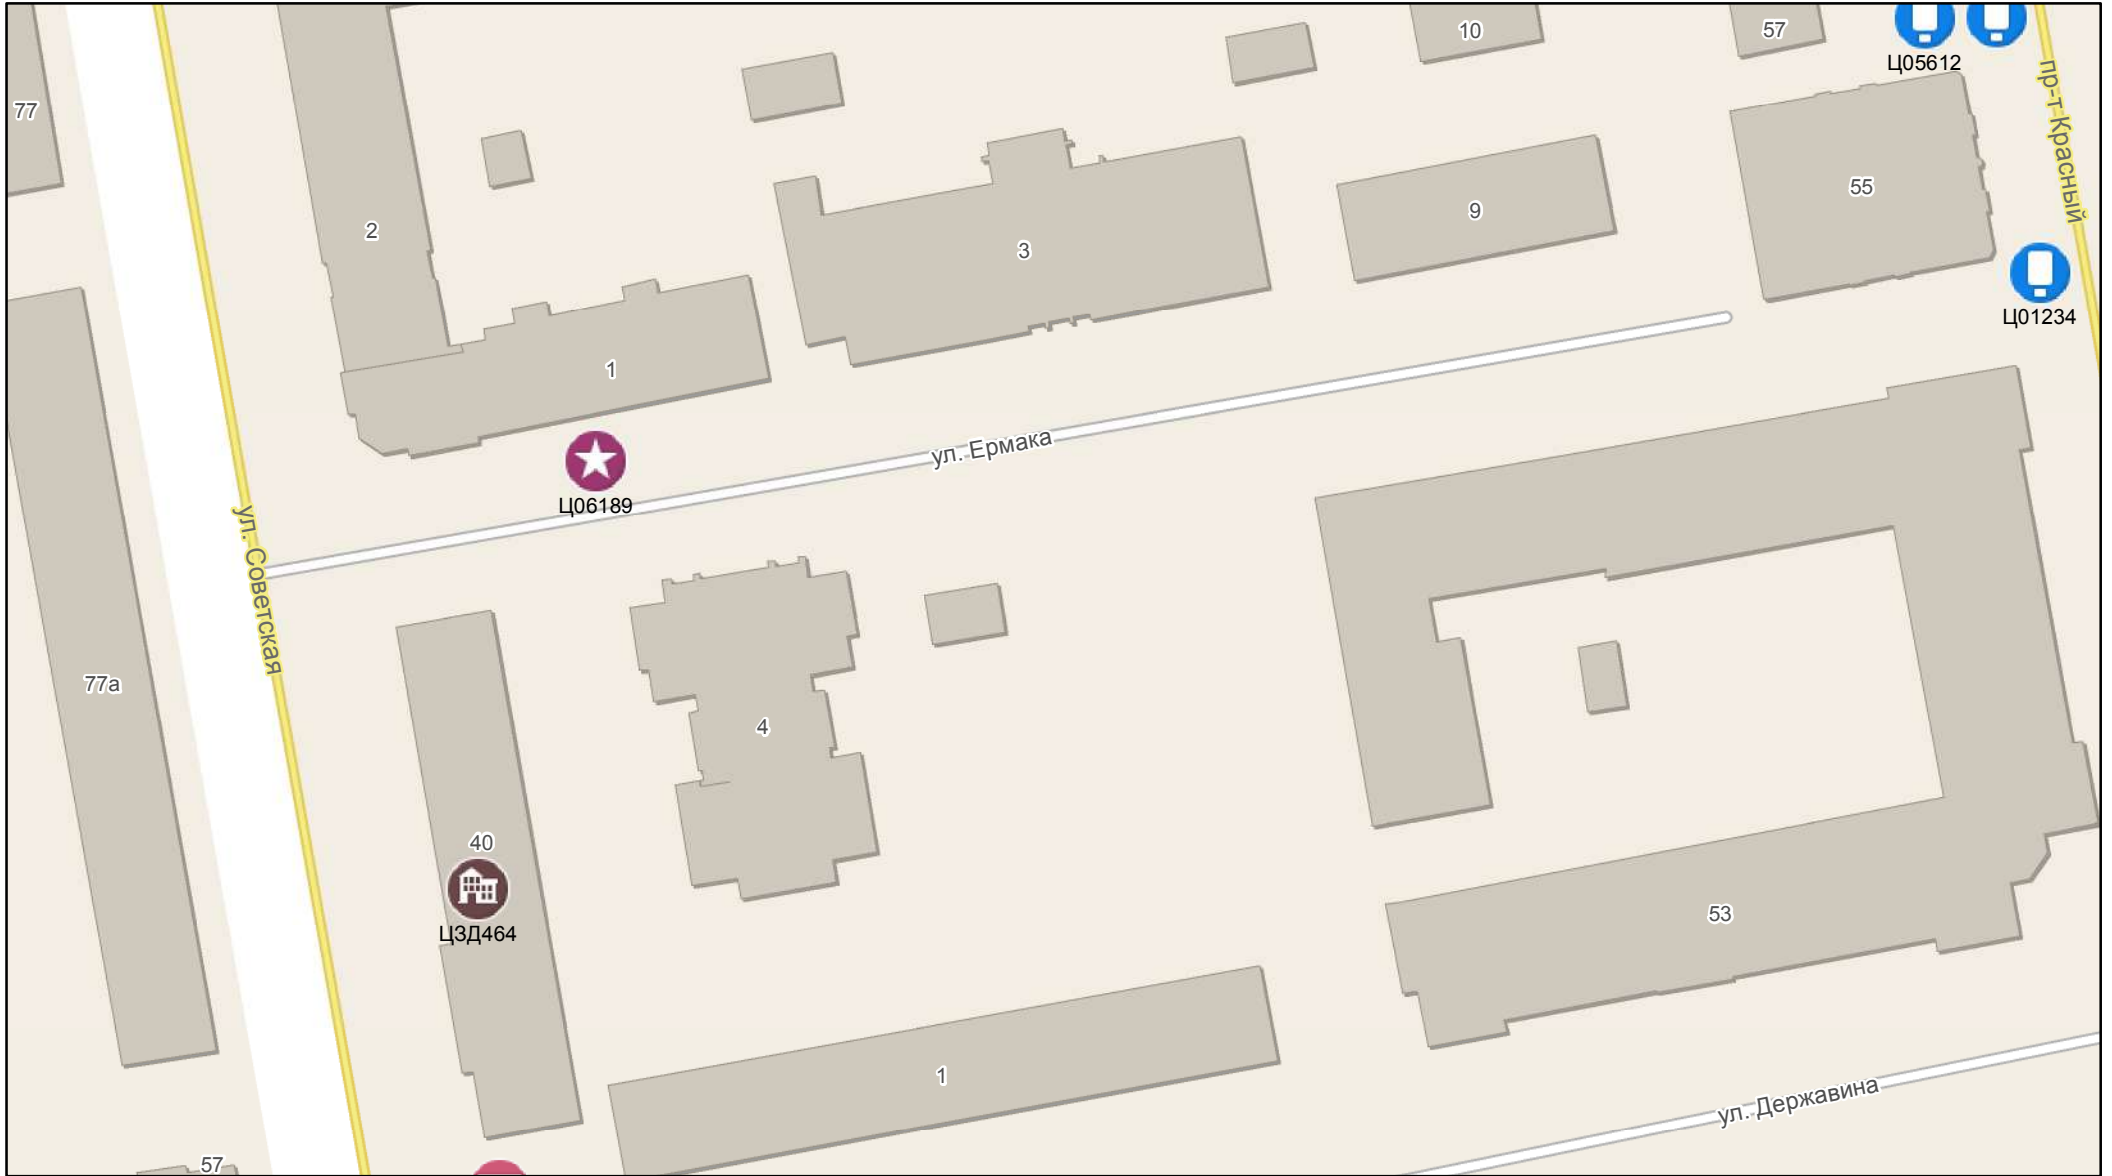 10
57
Ц05612
77
пр-т Красный
55
9
2
3
Ц01234
1
ул. Ермака
Ц06189
ул. Советская
77а
4
40
ЦЗД464
53
1
ул. Державина
57